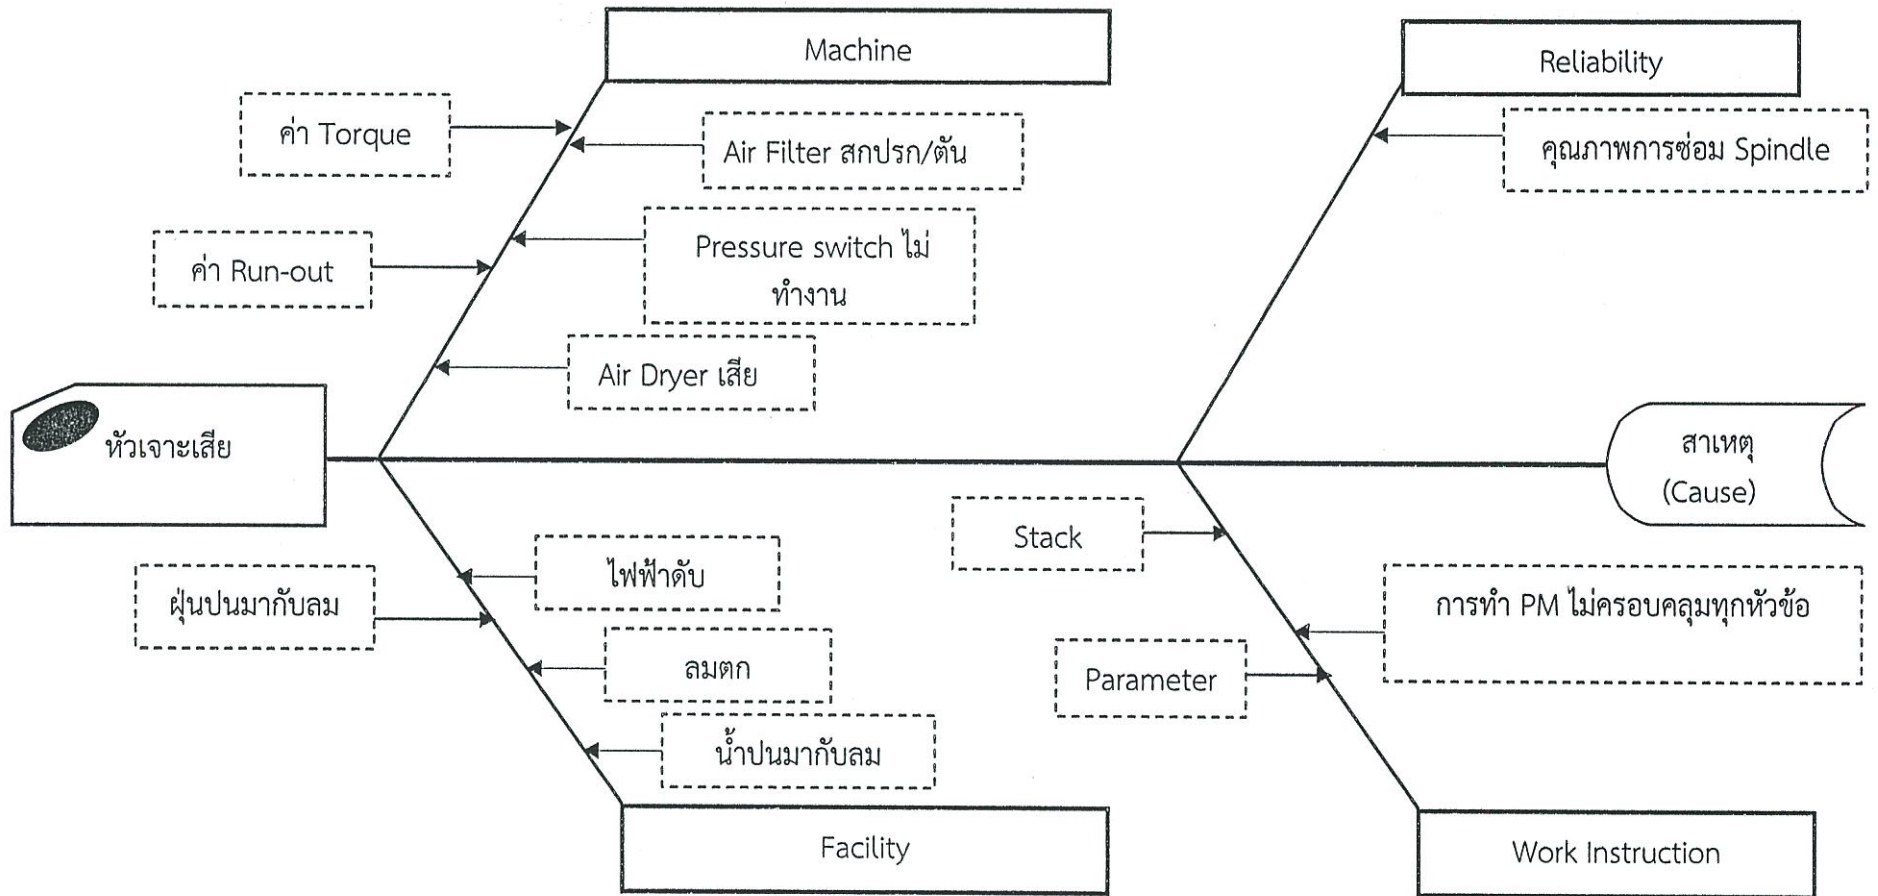 Machine
Reliability
ค่า Torque
Air Filter สกปรก/ตัน
คุณภาพการซ่อม Spindle
ค่า Run-out
Pressure switch ไม่
ทำงาน
Air Dryer เสีย
หัวเจาะเสีย
สาเหตุ
(Cause)
ไฟฟ้าดับ
ฝุ่นปนมากับลม
ลมตก
น้ำปนมากับลม
Stack
การทำ PM ไม่ครอบคลุมทุกหัวข้อ
Parameter
Facility
Work Instruction